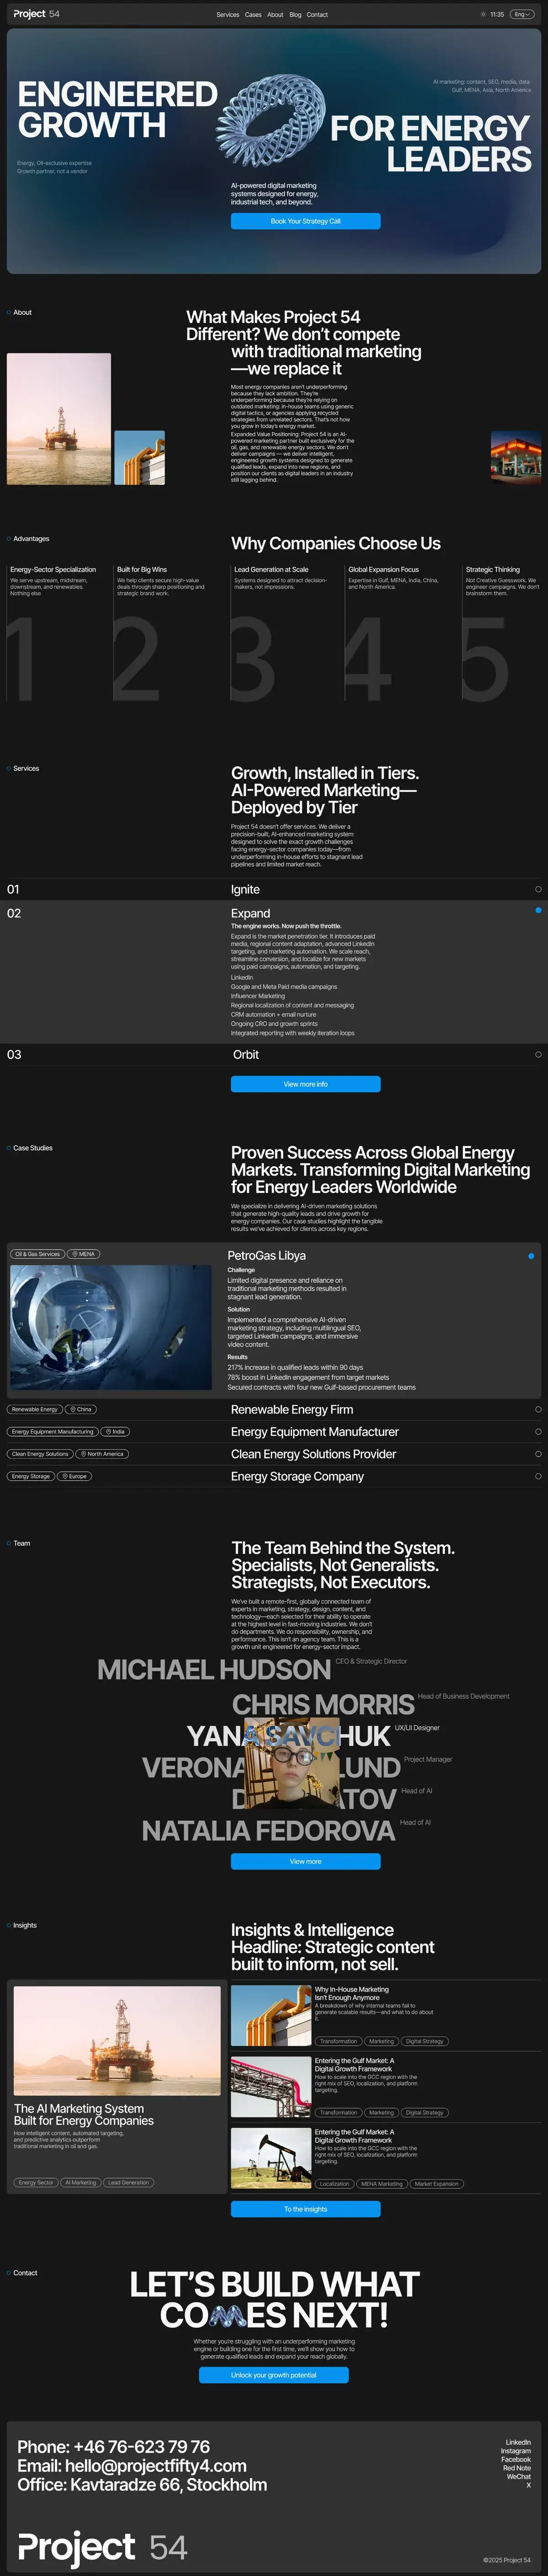 Project 54
Services Cases About Blog Contact
11:35
Eng
ENGINEERED
GROWTH
AI marketing: content, SEO, media, data
Gulf, MENA, Asia, North America
FOR ENERGY
LEADERS
Energy, Oil-exclusive expertise
Growth partner, not a vendor
AI-powered digital marketing
systems designed for energy,
industrial tech, and beyond.
Book Your Strategy Call
About
What Makes Project 54
Different? We don't compete
with traditional marketing
—we replace it
Most energy companies aren't underperforming
because they lack ambition. They're
underperforming because they're relying on
outdated marketing: in-house teams using generic
digital tactics, or agencies applying recycled
strategies from unrelated sectors. That's not how
you grow in today's energy market.
Expanded Value Positioning: Project 54 is an AI-
powered marketing partner built exclusively for the
oil, gas, and renewable energy sectors. We don't
deliver campaigns — we deliver intelligent,
engineered growth systems designed to generate
qualified leads, expand into new regions, and
position our clients as digital leaders in an industry
still lagging behind.
Advantages
Why Companies Choose Us
Energy-Sector Specialization
We serve upstream, midstream,
downstream, and renewables.
Nothing else
1
Built for Big Wins
We help clients secure high-value
deals through sharp positioning and
strategic brand work.
2
Lead Generation at Scale
Systems designed to attract decision-
makers, not impressions.
3
Global Expansion Focus
Expertise in Gulf, MENA, India, China,
and North America.
4
Strategic Thinking
Not Creative Guesswork. We
engineer campaigns. We don't
brainstorm them.
5
Services
Growth, Installed in Tiers.
AI-Powered Marketing—
Deployed by Tier
Project 54 doesn't offer services. We deliver a
precision-built, AI-enhanced marketing system
designed to solve the exact growth challenges
facing energy-sector companies today—from
underperforming in-house efforts to stagnant lead
pipelines and limited market reach.
01
Ignite
02
Expand
The engine works. Now push the throttle.
Expand is the market penetration tier. It introduces paid
media, regional content adaptation, advanced LinkedIn
targeting, and marketing automation. We scale reach,
streamline conversion, and localize for new markets
using paid campaigns, automation, and targeting.
LinkedIn
Google and Meta Paid media campaigns
Influencer Marketing
Regional localization of content and messaging
CRM automation + email nurture
Ongoing CRO and growth sprints
Integrated reporting with weekly iteration loops
03
Orbit
View more info
Case Studies
Proven Success Across Global Energy
Markets. Transforming Digital Marketing
for Energy Leaders Worldwide
We specialize in delivering AI-driven marketing solutions
that generate high-quality leads and drive growth for
energy companies. Our case studies highlight the tangible
results we've achieved for clients across key regions.
Oil & Gas Services MENA
PetroGas Libya
Challenge
Limited digital presence and reliance on
traditional marketing methods resulted in
stagnant lead generation.
Solution
Implemented a comprehensive AI-driven
marketing strategy, including multilingual SEO,
targeted LinkedIn campaigns, and immersive
video content.
Results
217% increase in qualified leads within 90 days
78% boost in LinkedIn engagement from target markets
Secured contracts with four new Gulf-based procurement teams
Renewable Energy China
Renewable Energy Firm
Energy Equipment Manufacturing India
Energy Equipment Manufacturer
Clean Energy Solutions North America
Clean Energy Solutions Provider
Energy Storage Europe
Energy Storage Company
Team
The Team Behind the System.
Specialists, Not Generalists.
Strategists, Not Executors.
We've built a remote-first, globally connected team of
experts in marketing, strategy, design, content, and
technology—each selected for their ability to operate
at the highest level in fast-moving industries. We don't
do departments. We do responsibility, ownership, and
performance. This isn't an agency team. This is a
growth unit engineered for energy-sector impact.
MICHAEL HUDSON CEO & Strategic Director
CHRIS MORRIS Head of Business Development
YANA SAVCHUK UX/UI Designer
VERONA LUND Project Manager
D TOV Head of AI
NATALIA FEDOROVA Head of AI
View more
Insights
Insights & Intelligence
Headline: Strategic content
built to inform, not sell.
The AI Marketing System
Built for Energy Companies
How intelligent content, automated targeting,
and predictive analytics outperform
traditional marketing in oil and gas.
Energy Sector AI Marketing Lead Generation
Why In-House Marketing
Isn't Enough Anymore
A breakdown of why internal teams fail to
generate scalable results—and what to do about
it.
Transformation Marketing Digital Strategy
Entering the Gulf Market: A
Digital Growth Framework
How to scale into the GCC region with the
right mix of SEO, localization, and platform
targeting.
Transformation Marketing Digital Strategy
Entering the Gulf Market: A
Digital Growth Framework
How to scale into the GCC region with the
right mix of SEO, localization, and platform
targeting.
Localization MENA Marketing Market Expansion
To the insights
Contact
LET'S BUILD WHAT
COMES NEXT!
Whether you're struggling with an underperforming marketing
engine or building one for the first time, we'll show you how to
generate qualified leads and expand your reach globally.
Unlock your growth potential
Phone: +46 76-623 79 76
Email: hello@projectfifty4.com
Office: Kavtaradze 66, Stockholm
LinkedIn
Instagram
Facebook
Red Note
WeChat
X
Project 54
©2025 Project 54